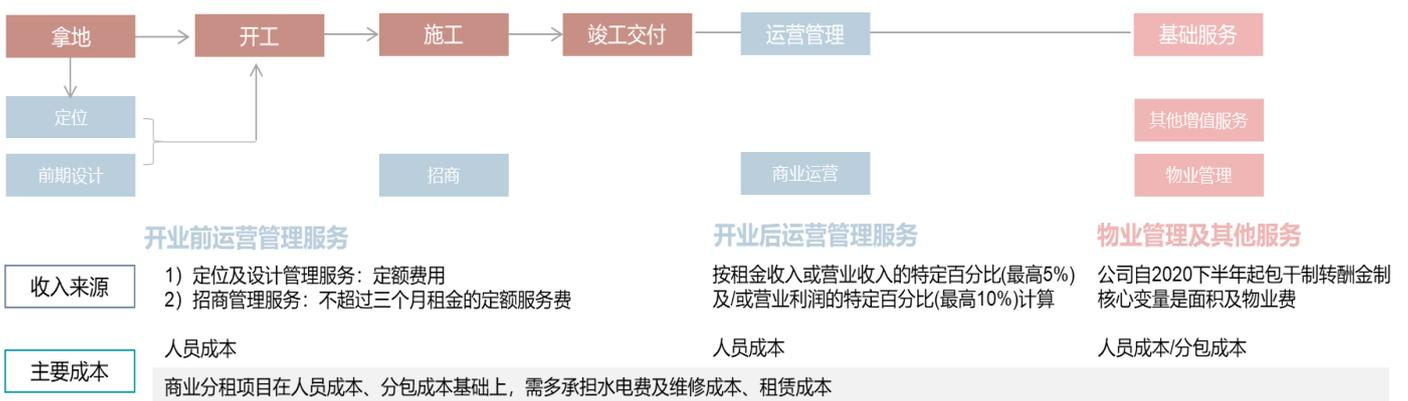 拿地
开工
施工
竣工交付
运营管理
基础服务
定位
其他增值服务
前期设计
招商
商业运营
物业管理
开业前运营管理服务
开业后运营管理服务
物业管理及其他服务
收入来源
1）定位及设计管理服务：定额费用
2）招商管理服务：不超过三个月租金的定额服务费
按租金收入或营业收入的特定百分比(最高5%)
及/或营业利润的特定百分比(最高10%)计算
公司自2020下半年起包干制转酬金制
核心变量是面积及物业费
主要成本
人员成本
人员成本
人员成本/分包成本
商业分租项目在人员成本、分包成本基础上，需多承担水电费及维修成本、租赁成本